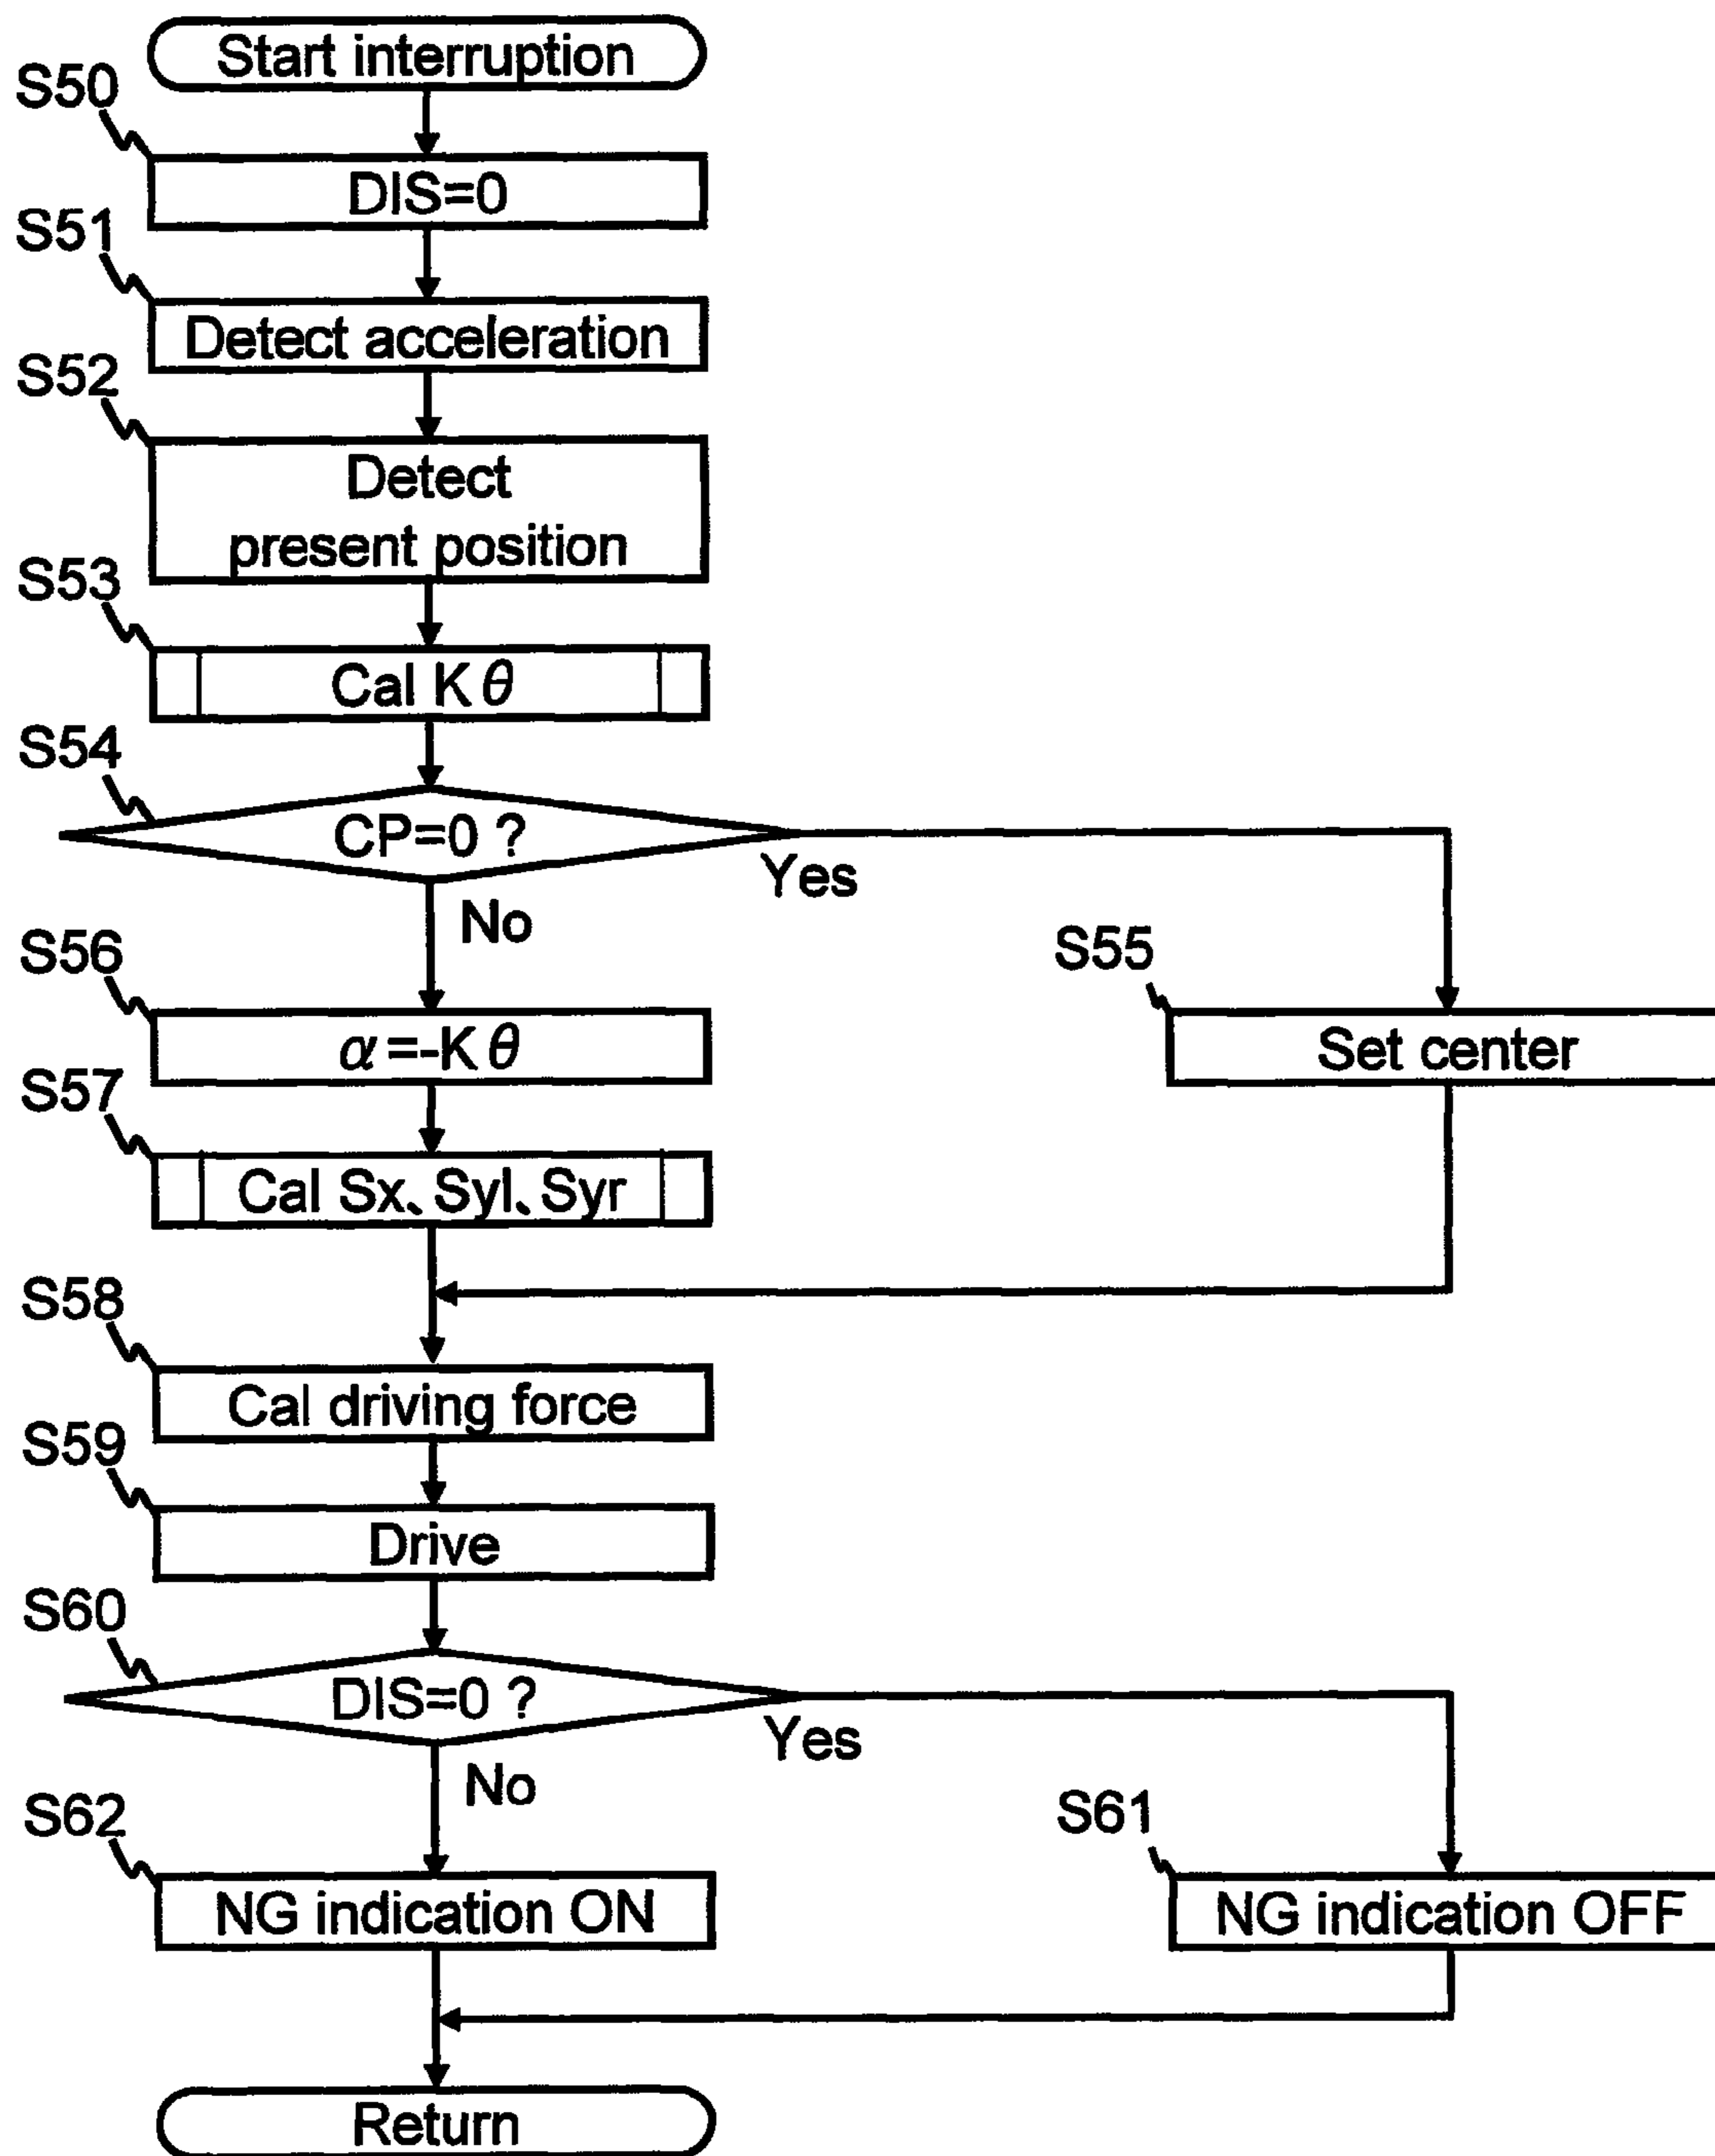 Start interruption
S50
DIS=0
S51
Detect acceleration
S52
Detect
present position
S53
Cal Kθ
S54
CP=0 ?
Yes
No
S56
α=-Kθ
S55
Set center
S57
Cal Sx、Syl、Syr
S58
Cal driving force
S59
Drive
S60
DIS=0 ?
Yes
No
S62
NG indication ON
S61
NG indication OFF
Return